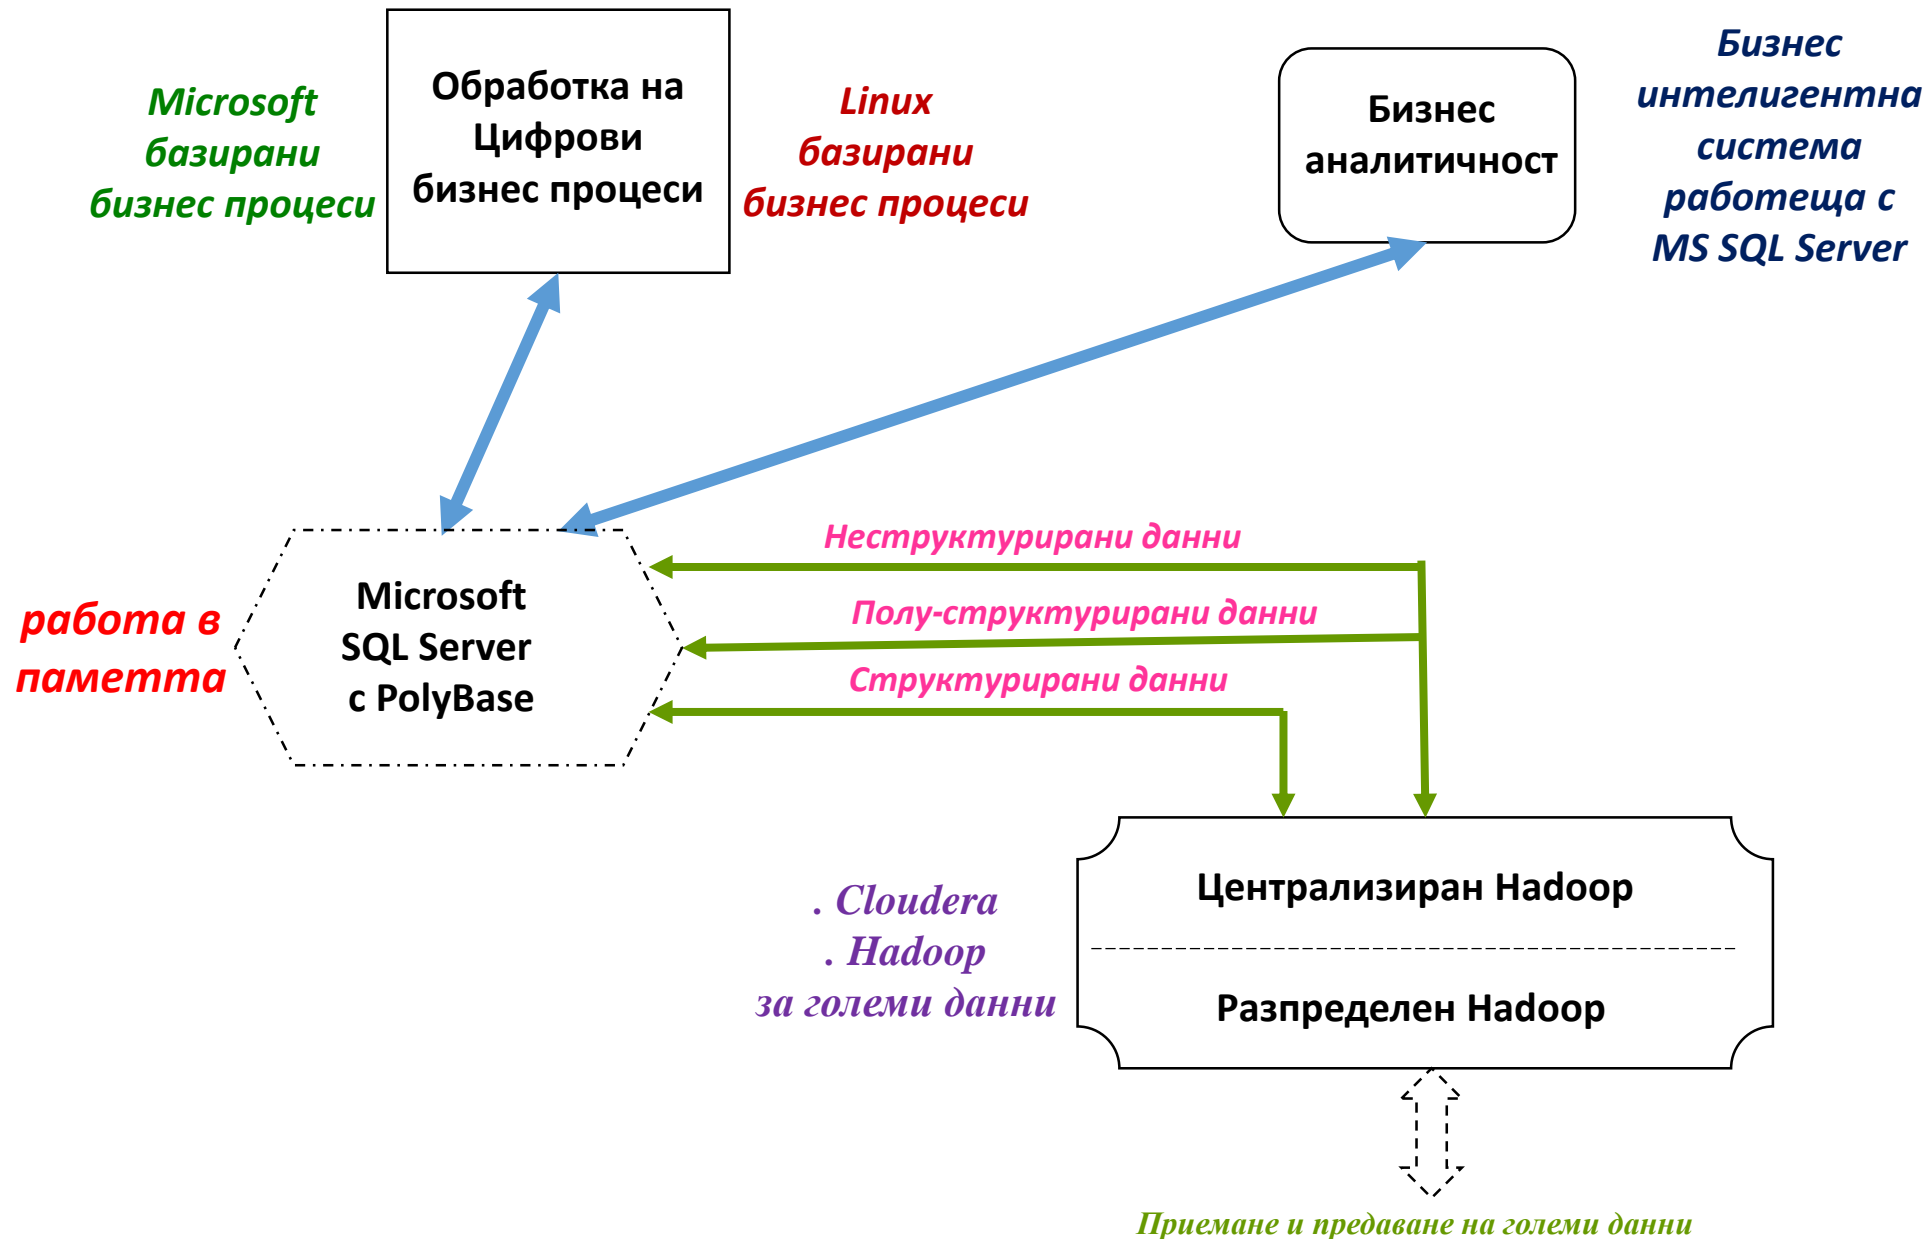 Обработка на
Цифрови
бизнес процеси
Microsoft
базирани
бизнес процеси
Linux
базирани
бизнес процеси
Бизнес
аналитичност
Бизнес
интелигентна
система
работеща с
MS SQL Server
Неструктурирани данни
Полу-структурирани данни
Структурирани данни
работа в
паметта
Microsoft
SQL Server
с PolyBase
Централизиран Hadoop
Разпределен Hadoop
. Cloudera
. Hadoop
за големи данни
Приемане и предаване на големи данни